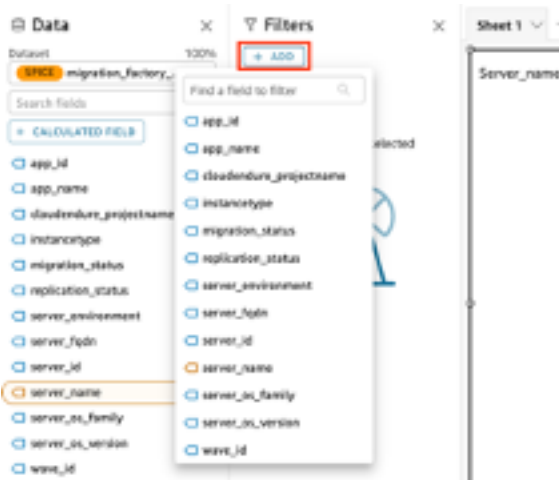 Data
Dataset 100%
SPICE migration_factory_
Search fields
+ CALCULATED FIELD
app_id
app_name
cloudendure_projectname
instancetype
migration_status
replication_status
server_environment
server_fqdn
server_id
server_name
server_os_family
server_os_version
wave_id
Filters
+ ADD
Find a field to filter
app_id
app_name
cloudendure_projectname
instancetype
migration_status
replication_status
server_environment
server_fqdn
server_id
server_name
server_os_family
server_os_version
wave_id
elected
Sheet 1
Server_name